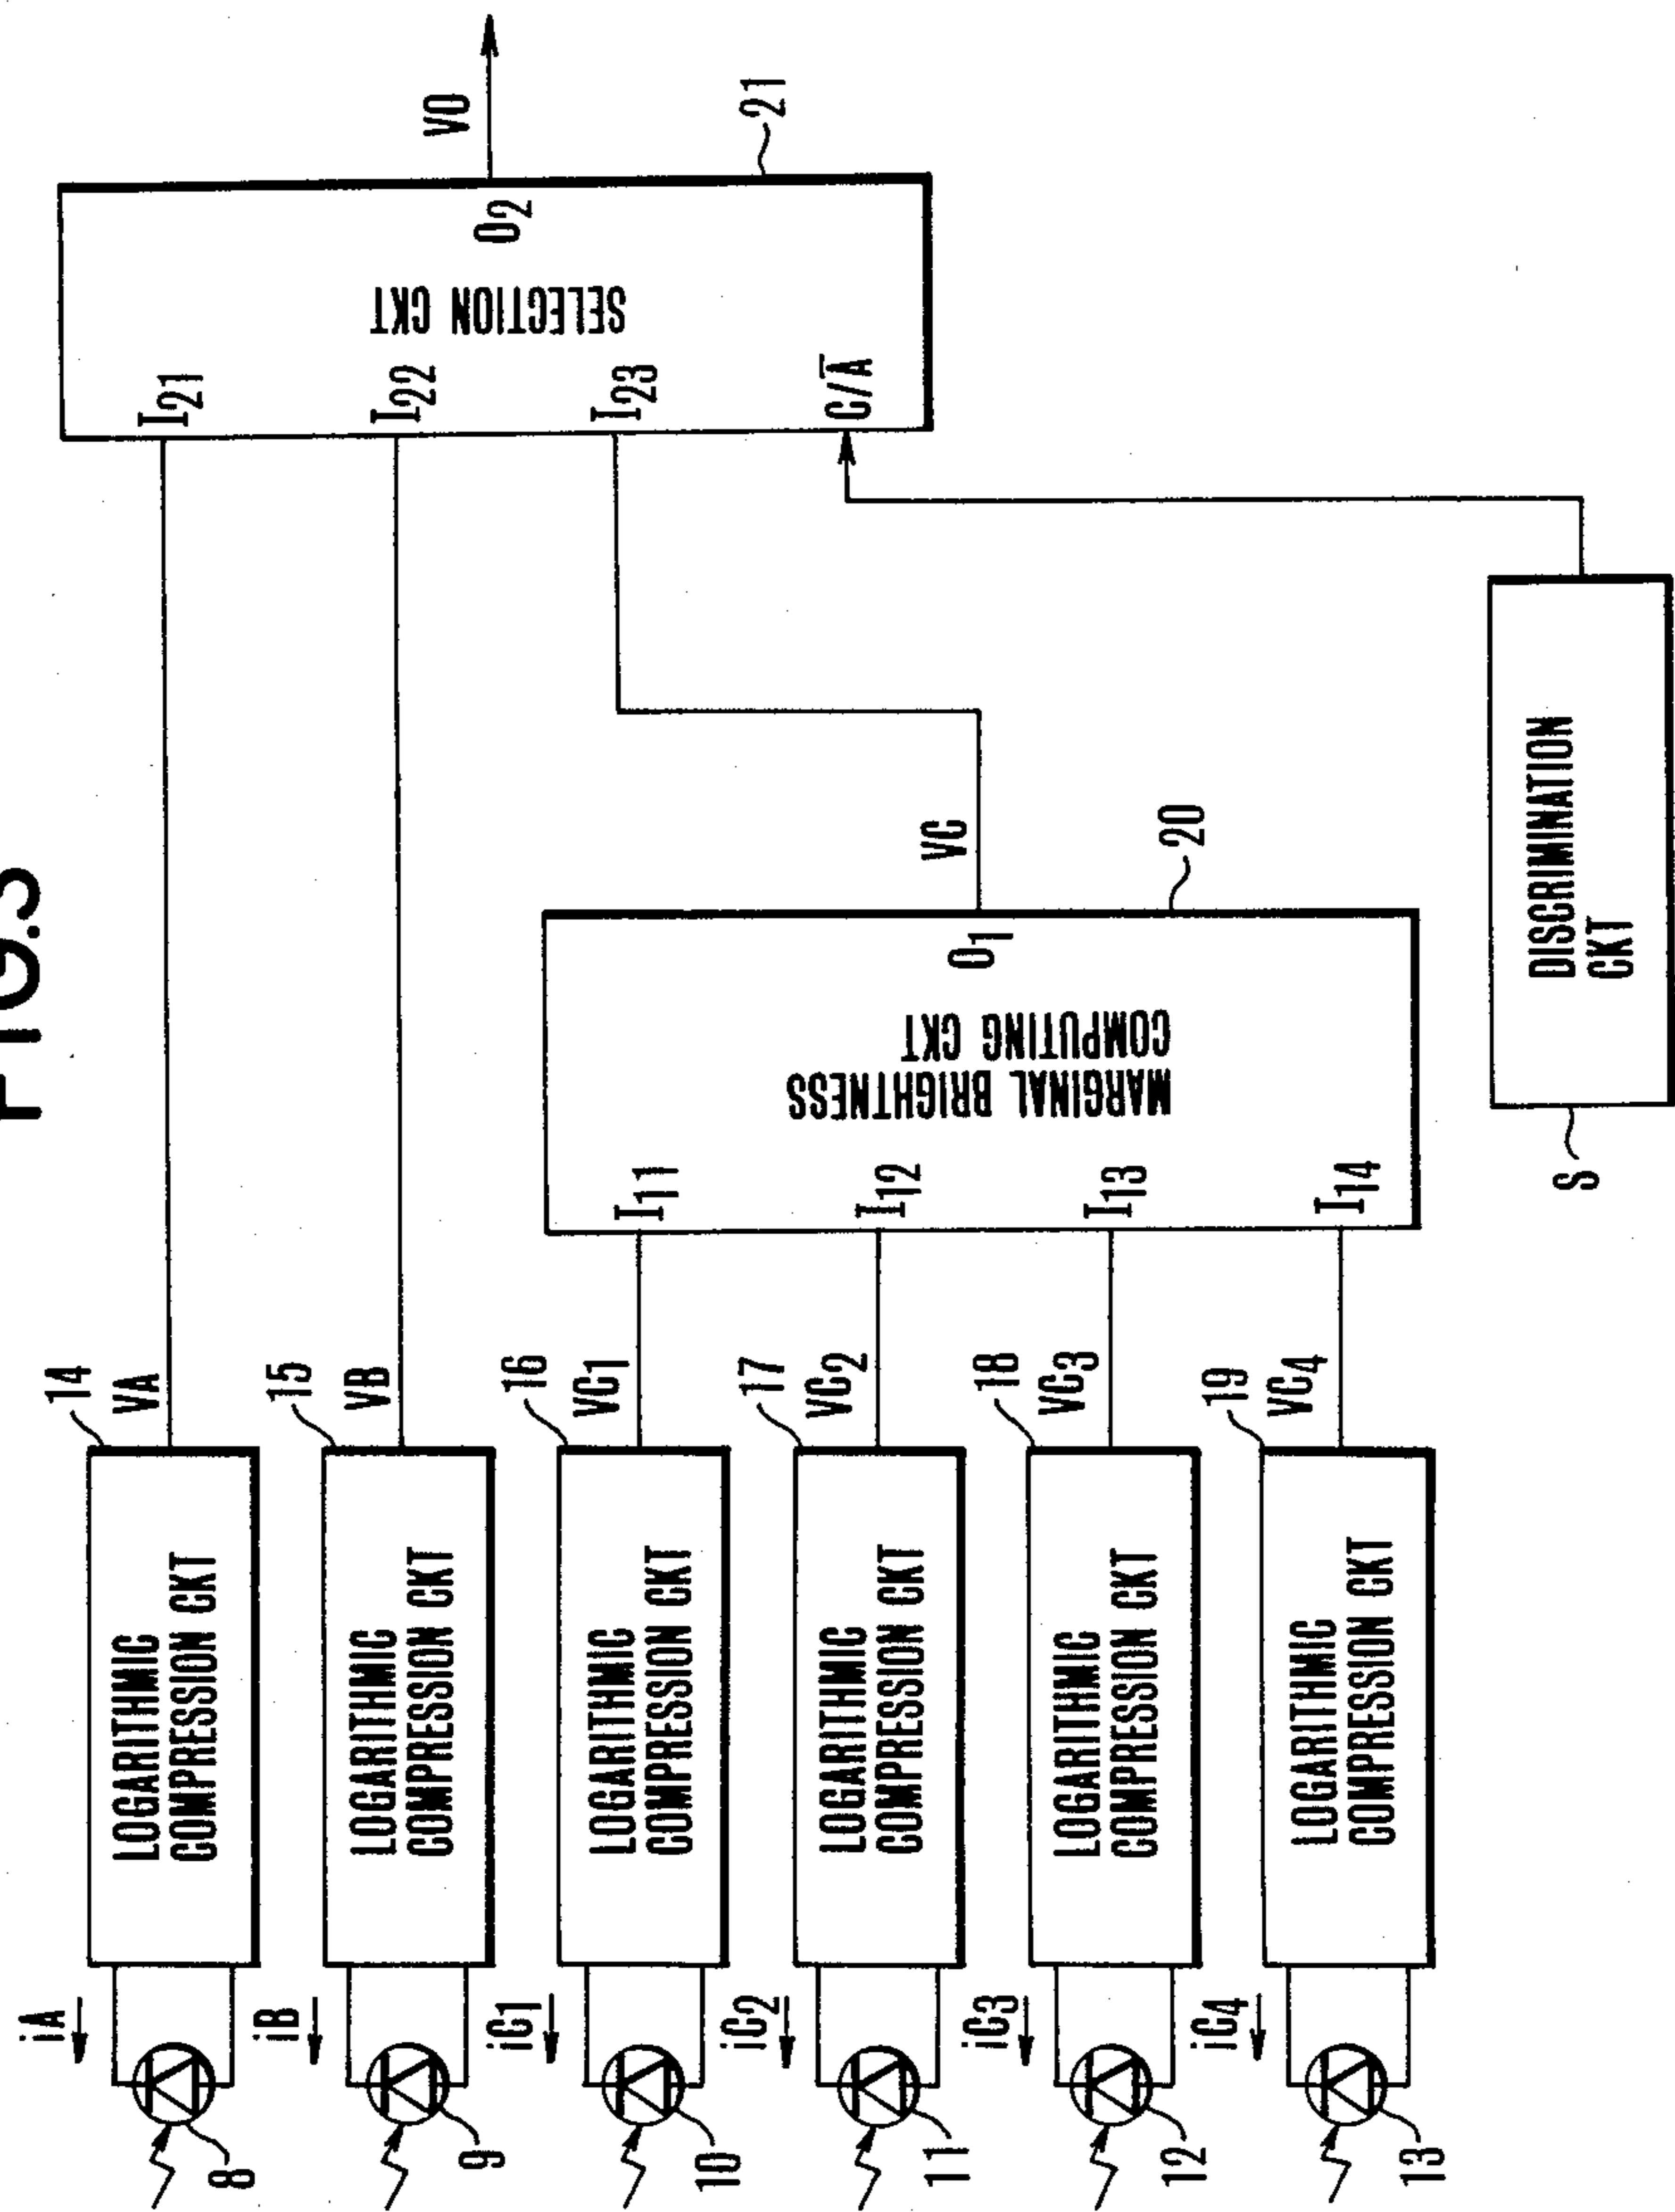 FIG.3
iA
8
LOGARITHMIC
COMPRESSION CKT
14
VA
iB
9
LOGARITHMIC
COMPRESSION CKT
15
VB
iC1
10
LOGARITHMIC
COMPRESSION CKT
16
VC1
iC2
11
LOGARITHMIC
COMPRESSION CKT
17
VC2
iC3
12
LOGARITHMIC
COMPRESSION CKT
18
VC3
iC4
13
LOGARITHMIC
COMPRESSION CKT
19
VC4
I11
I12
I13
I14
MARGINAL BRIGHTNESS
COMPUTING CKT
O1
20
VC
S
DISCRIMINATION
CKT
I21
I22
I23
C/A̅
SELECTION CKT
O2
21
VO